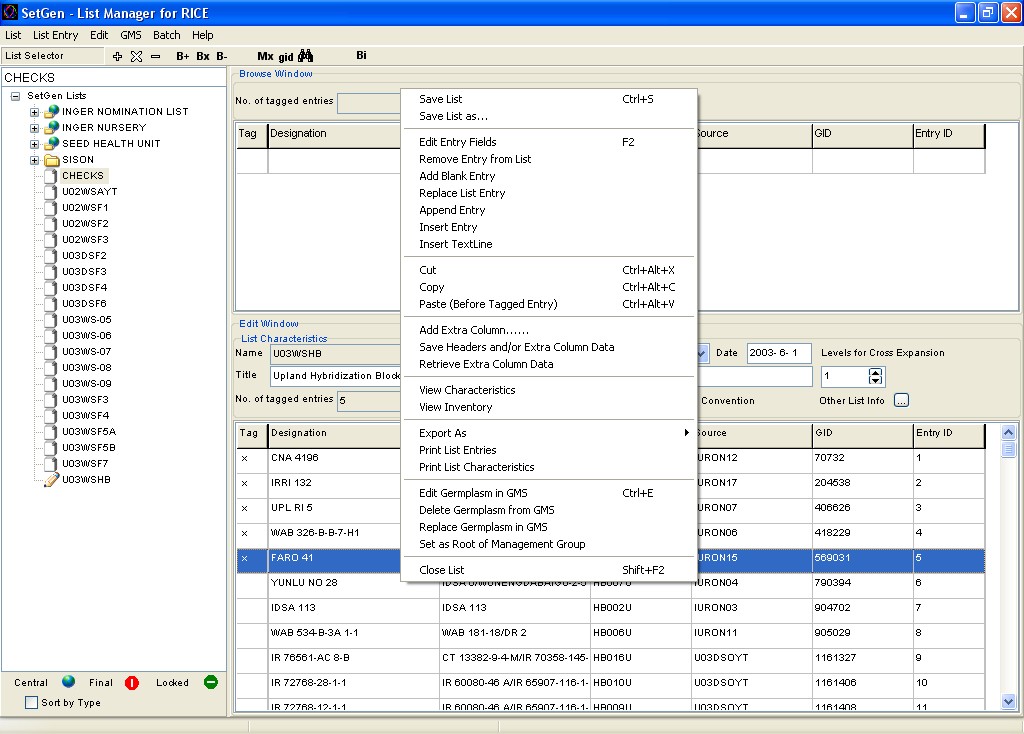 SetGen - List Manager for RICE
List List Entry Edit GMS Batch Help
List Selector B+ Bx B- Mx gid Bi
CHECKS
SetGen Lists
INGER NOMINATION LIST
INGER NURSERY
SEED HEALTH UNIT
SISON
CHECKS
U02WSAYT
U02WSF1
U02WSF2
U02WSF3
U03DSF2
U03DSF3
U03DSF4
U03DSF6
U03WS-05
U03WS-06
U03WS-07
U03WS-08
U03WS-09
U03WSF3
U03WSF4
U03WSF5A
U03WSF5B
U03WSF7
U03WSHB
Central Final Locked
Sort by Type
Browse Window
No. of tagged entries
Tag Designation ource GID Entry ID
Save List Ctrl+S
Save List as...
Edit Entry Fields F2
Remove Entry from List
Add Blank Entry
Replace List Entry
Append Entry
Insert Entry
Insert TextLine
Cut Ctrl+Alt+X
Copy Ctrl+Alt+C
Paste (Before Tagged Entry) Ctrl+Alt+V
Add Extra Column......
Save Headers and/or Extra Column Data
Retrieve Extra Column Data
View Characteristics
View Inventory
Export As
Print List Entries
Print List Characteristics
Edit Germplasm in GMS Ctrl+E
Delete Germplasm from GMS
Replace Germplasm in GMS
Set as Root of Management Group
Close List Shift+F2
Edit Window
List Characteristics
Name U03WSHB Date 2003- 6- 1 Levels for Cross Expansion
Title Upland Hybridization Block 1
No. of tagged entries 5 Convention Other List Info ...
Tag Designation ource GID Entry ID
x CNA 4196 IURON12 70732 1
x IRRI 132 IURON17 204538 2
x UPL RI 5 IURON07 406626 3
x WAB 326-B-B-7-H1 IURON06 418229 4
x FARO 41 IURON15 569031 5
YUNLU NO 28 IDSA 6/WUNENGDABAIGU-2-5 HB007U IURON04 790394 6
IDSA 113 IDSA 113 HB002U IURON03 904702 7
WAB 534-B-3A 1-1 WAB 181-18/DR 2 HB006U IURON11 905029 8
IR 76561-AC 8-B CT 13382-9-4-M/IR 70358-145- HB016U U03DSOYT 1161327 9
IR 72768-28-1-1 IR 60080-46 A/IR 65907-116-1- HB010U U03DSOYT 1161406 10
IR 72768-12-1-1 IR 60080-46 A/IR 65907-116-1- HB009U U03DSOYT 1161408 11